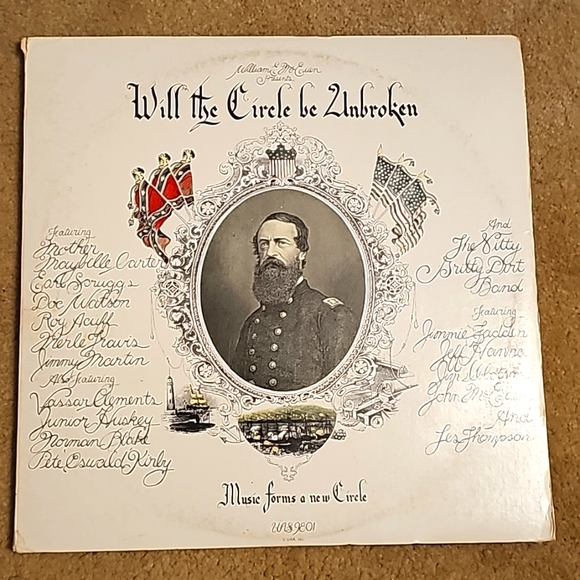 William E McEuen
Presents
Will the Circle be Unbroken
Featuring
Mother
Maybelle Carter
Earl Scruggs
Doc Watson
Roy Acuff
Merle Travis
Jimmy Martin
Also Featuring
Vassar Clements
Junior Huskey
Norman Blake
Pete Oswald Kirby
And
The Nitty
Gritty Dirt
Band
Featuring
Jimmie Fadden
Jeff Hanna
Jim Ibbotson
John McEuen
And
Les Thompson
Music forms a new Circle
UAS 9801